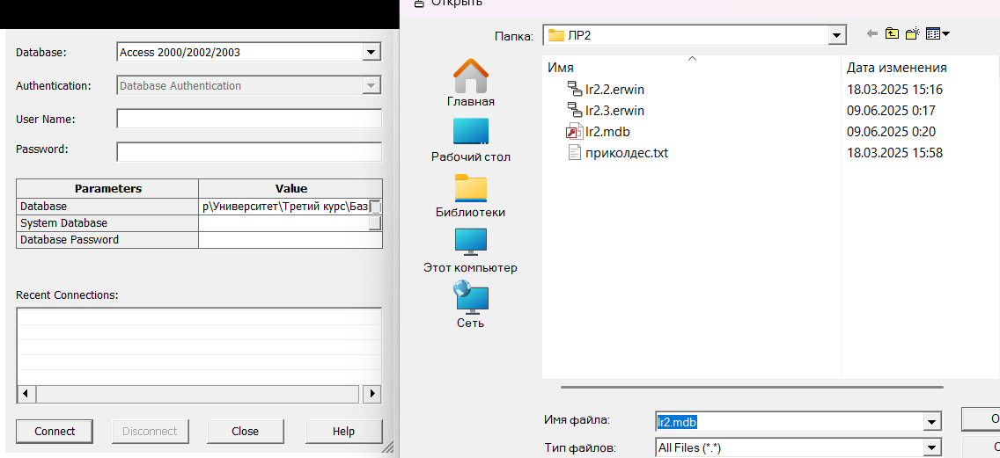 Database:
Access 2000/2002/2003
Authentication:
Database Authentication
User Name:
Password:
Parameters Value
Database р\Университет\Третий курс\Баз
System Database
Database Password
Recent Connections:
Connect Disconnect Close Help
Открыть
Папка: ЛР2
Главная
Рабочий стол
Библиотеки
Этот компьютер
Сеть
Имя Дата изменения
lr2.2.erwin 18.03.2025 15:16
lr2.3.erwin 09.06.2025 0:17
lr2.mdb 09.06.2025 0:20
приколдес.txt 18.03.2025 15:58
Имя файла: lr2.mdb
Тип файлов: All Files (*.*)